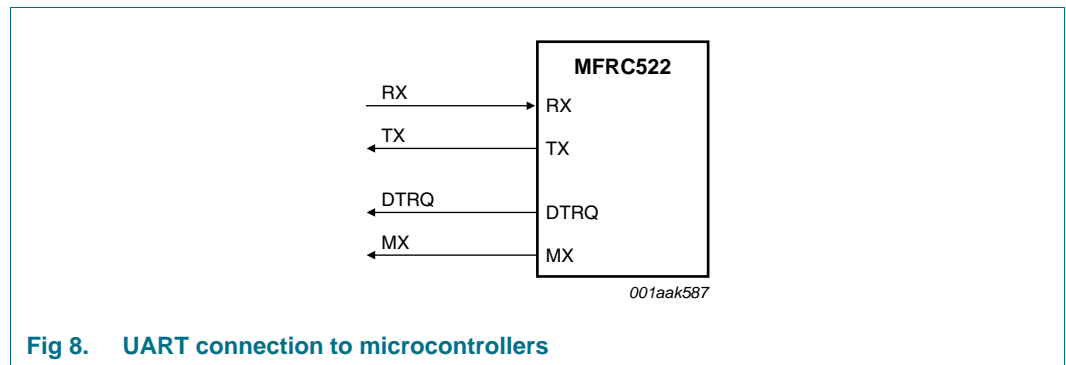 MFRC522
RX RX
TX TX
DTRQ DTRQ
MX MX
001aak587
Fig 8. UART connection to microcontrollers